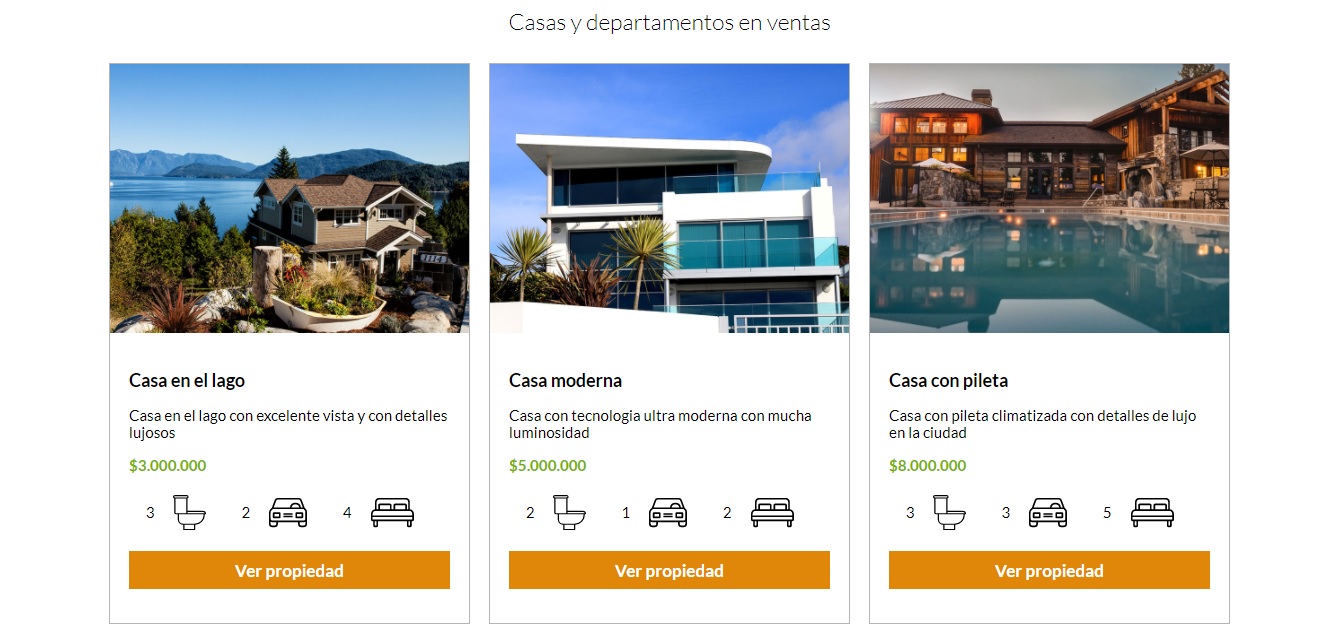 Casas y departamentos en ventas
Casa en el lago
Casa en el lago con excelente vista y con detalles
lujosos
$3.000.000
3 2 4
Ver propiedad
Casa moderna
Casa con tecnologia ultra moderna con mucha
luminosidad
$5.000.000
2 1 2
Ver propiedad
Casa con pileta
Casa con pileta climatizada con detalles de lujo
en la ciudad
$8.000.000
3 3 5
Ver propiedad